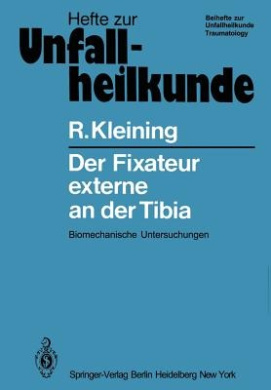 Hefte zur
Beihefte zur
Unfallheilkunde
Traumatology
Unfall-
heilkunde
R. Kleining
Der Fixateur
externe
an der Tibia
Biomechanische Untersuchungen
Springer-Verlag Berlin Heidelberg New York